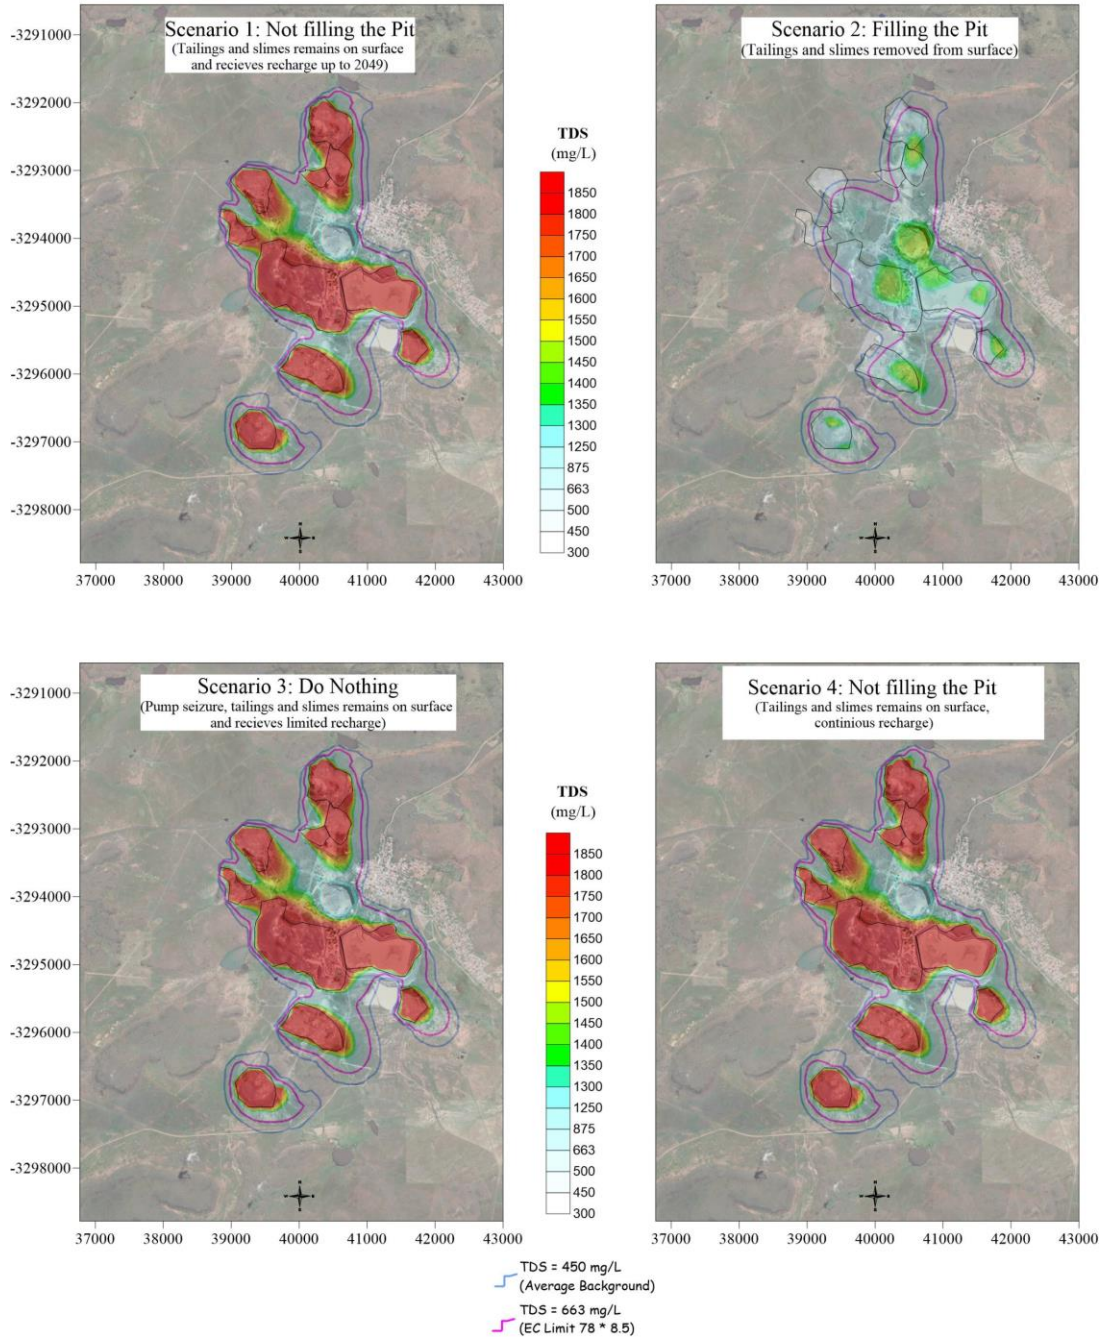 Scenario 1: Not filling the Pit
(Tailings and slimes remains on surface
and recieves recharge up to 2049)
Scenario 2: Filling the Pit
(Tailings and slimes removed from surface)
-3291000
-3292000
-3293000
-3294000
-3295000
-3296000
-3297000
-3298000
TDS
(mg/L)
1850
1800
1750
1700
1650
1600
1550
1500
1450
1400
1350
1300
1250
875
663
500
450
300
37000 38000 39000 40000 41000 42000 43000
37000 38000 39000 40000 41000 42000 43000
Scenario 3: Do Nothing
(Pump seizure, tailings and slimes remains on surface
and recieves limited recharge)
Scenario 4: Not filling the Pit
(Tailings and slimes remains on surface,
continious recharge)
-3291000
-3292000
-3293000
-3294000
-3295000
-3296000
-3297000
-3298000
TDS
(mg/L)
1850
1800
1750
1700
1650
1600
1550
1500
1450
1400
1350
1300
1250
875
663
500
450
300
37000 38000 39000 40000 41000 42000 43000
37000 38000 39000 40000 41000 42000 43000
TDS = 450 mg/L
(Average Background)
TDS = 663 mg/L
(EC Limit 78 * 8.5)